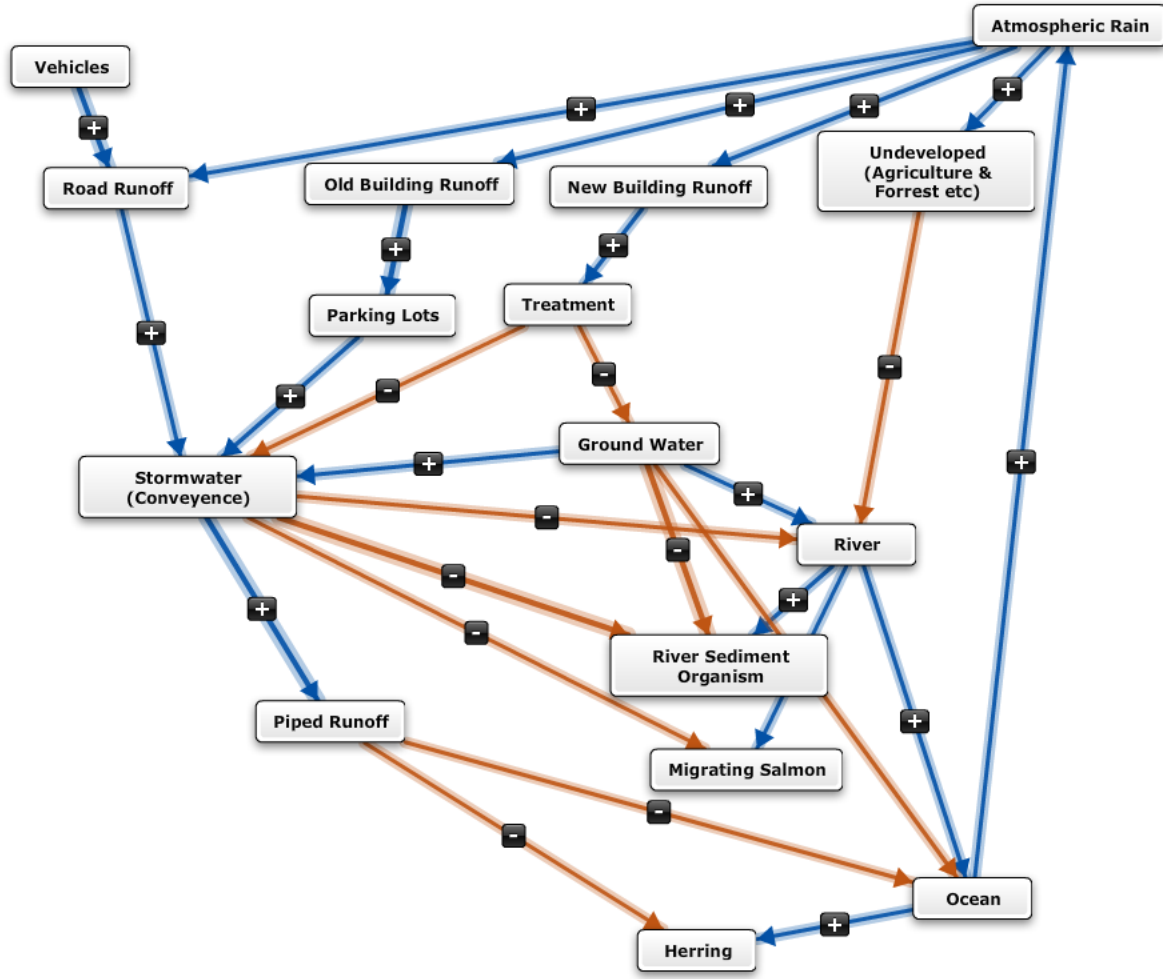 Atmospheric Rain
Vehicles
+
+
+
+
+
Road Runoff
Old Building Runoff
New Building Runoff
Undeveloped
(Agriculture &
Forrest etc)
+
+
Parking Lots
Treatment
+
-
-
-
+
Ground Water
+
+
+
Stormwater
(Conveyence)
-
River
-
-
+
+
-
River Sediment
Organism
Piped Runoff
+
Migrating Salmon
-
-
Ocean
+
Herring